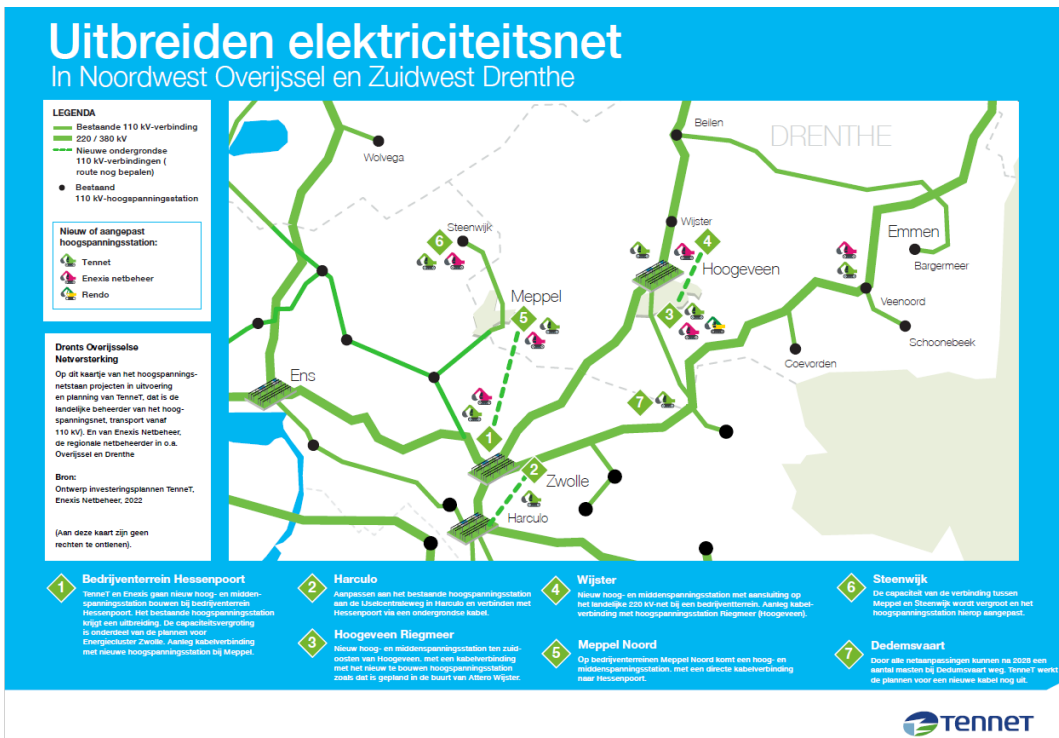 Uitbreiden elektriciteitsnet
In Noordwest Overijssel en Zuidwest Drenthe
LEGENDA
Bestaande 110 kV-verbinding
220 / 380 kV
Nieuwe ondergrondse
110 kV-verbindingen (
route nog bepalen)
Bestaand
110 kV-hoogspanningsstation
Nieuw of aangepast
hoogspanningsstation:
Tennet
Enexis netbeheer
Rendo
Drents Overijsselse
Netversterking
Op dit kaartje van het hoogspannings-
netstaan projecten in uitvoering
en planning van TenneT, dat is de
landelijke beheerder van het hoog-
spanningsnet, transport vanaf
110 kV). En van Enexis Netbeheer,
de regionale netbeheerder in o.a.
Overijssel en Drenthe
Bron:
Ontwerp investeringsplannen TenneT,
Enexis Netbeheer, 2022
(Aan deze kaart zijn geen
rechten te ontlenen).
Beilen
DRENTHE
Wolvega
Wijster
Steenwijk
6
4
Emmen
Bargermeer
Hoogeveen
Meppel
5
3
Veenoord
Schoonebeek
Coevorden
Ens
7
1
2
Zwolle
Harculo
1
Bedrijventerrein Hessenpoort
TenneT en Enexis gaan nieuw hoog- en midden-
spanningsstation bouwen bij bedrijventerrein
Hessenpoort. Het bestaande hoogspanningsstation
krijgt een uitbreiding. De capaciteitsvergroting
is onderdeel van de plannen voor
Energiecluster Zwolle. Aanleg kabelverbinding
met nieuwe hoogspanningsstation bij Meppel.
2
Harculo
Aanpassen aan het bestaande hoogspanningsstation
aan de IJselcentraleweg in Harculo en verbinden met
Hessenpoort via een ondergrondse kabel.
3
Hoogeveen Riegmeer
Nieuw hoog- en middenspanningsstation ten zuid-
oosten van Hoogeveen. met een kabelverbinding
met het nieuw te bouwen hoogspanningsstation
zoals dat is gepland in de buurt van Attero Wijster.
4
Wijster
Nieuw hoog- en middenspanningsstation met aansluiting op
het landelijke 220 kV-net bij een bedrijventterrein. Aanleg kabel-
verbinding met hoogspanningsstation Riegmeer (Hoogeveen).
5
Meppel Noord
Op bedrijventerreinen Meppel Noord komt een hoog- en
middenspanningsstation. met een directe kabelverbinding
naar Hessenpoort.
6
Steenwijk
De capaciteit van de verbinding tussen
Meppel en Steenwijk wordt vergroot en het
hoogspanningsstation hierop aangepast.
7
Dedemsvaart
Door alle netaanpassingen kunnen na 2028 een
aantal masten bij Dedemsvaart weg. TenneT werkt
de plannen voor een nieuwe kabel nog uit.
TenneT